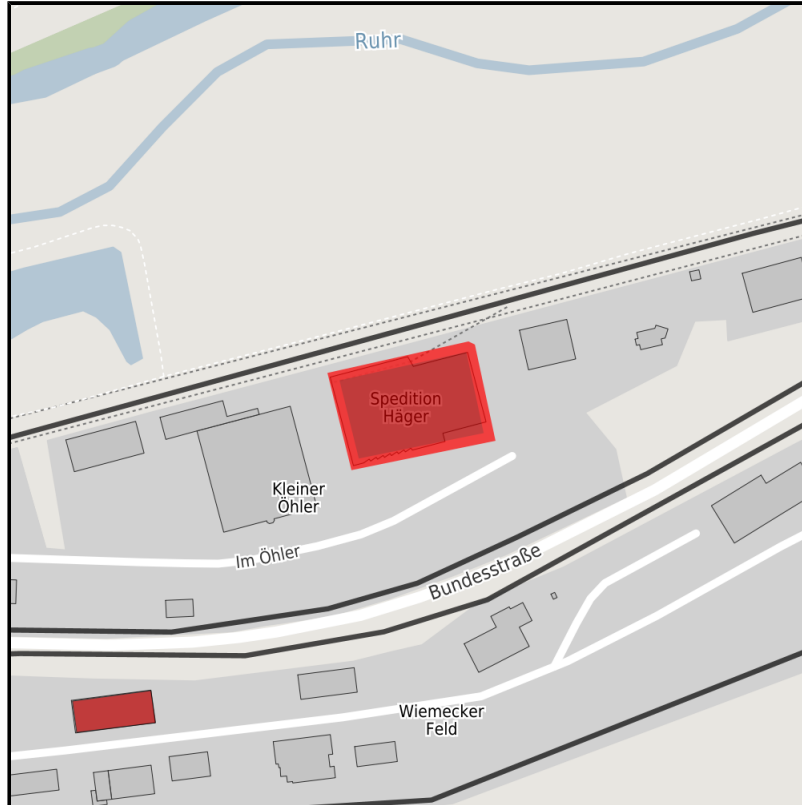 Ruhr
Spedition
Häger
Kleiner
Öhler
Im Öhler
Bundesstraße
Wiemecker
Feld